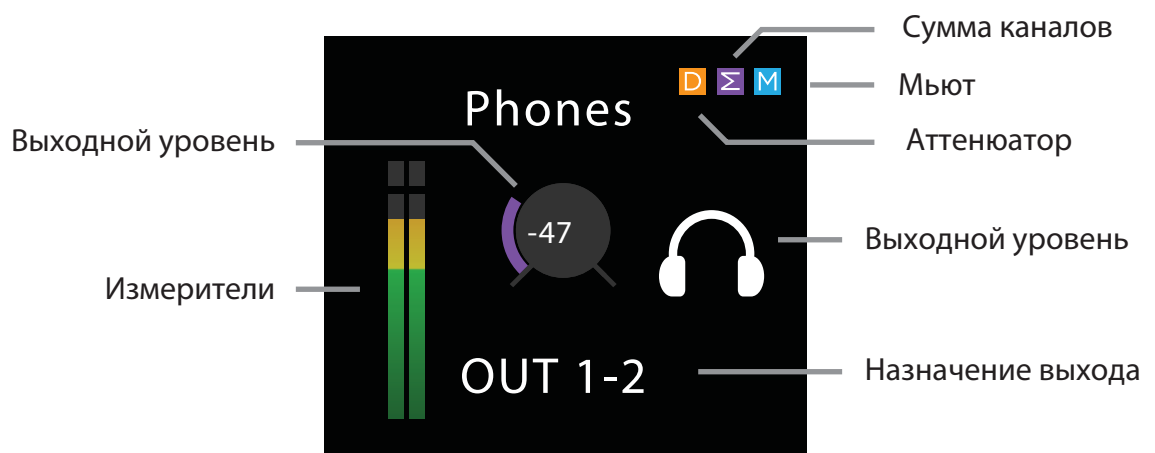 Сумма каналов
D Σ M
Мьют
Phones
Аттенюатор
Выходной уровень
-47
Выходной уровень
Измерители
OUT 1-2
Назначение выхода